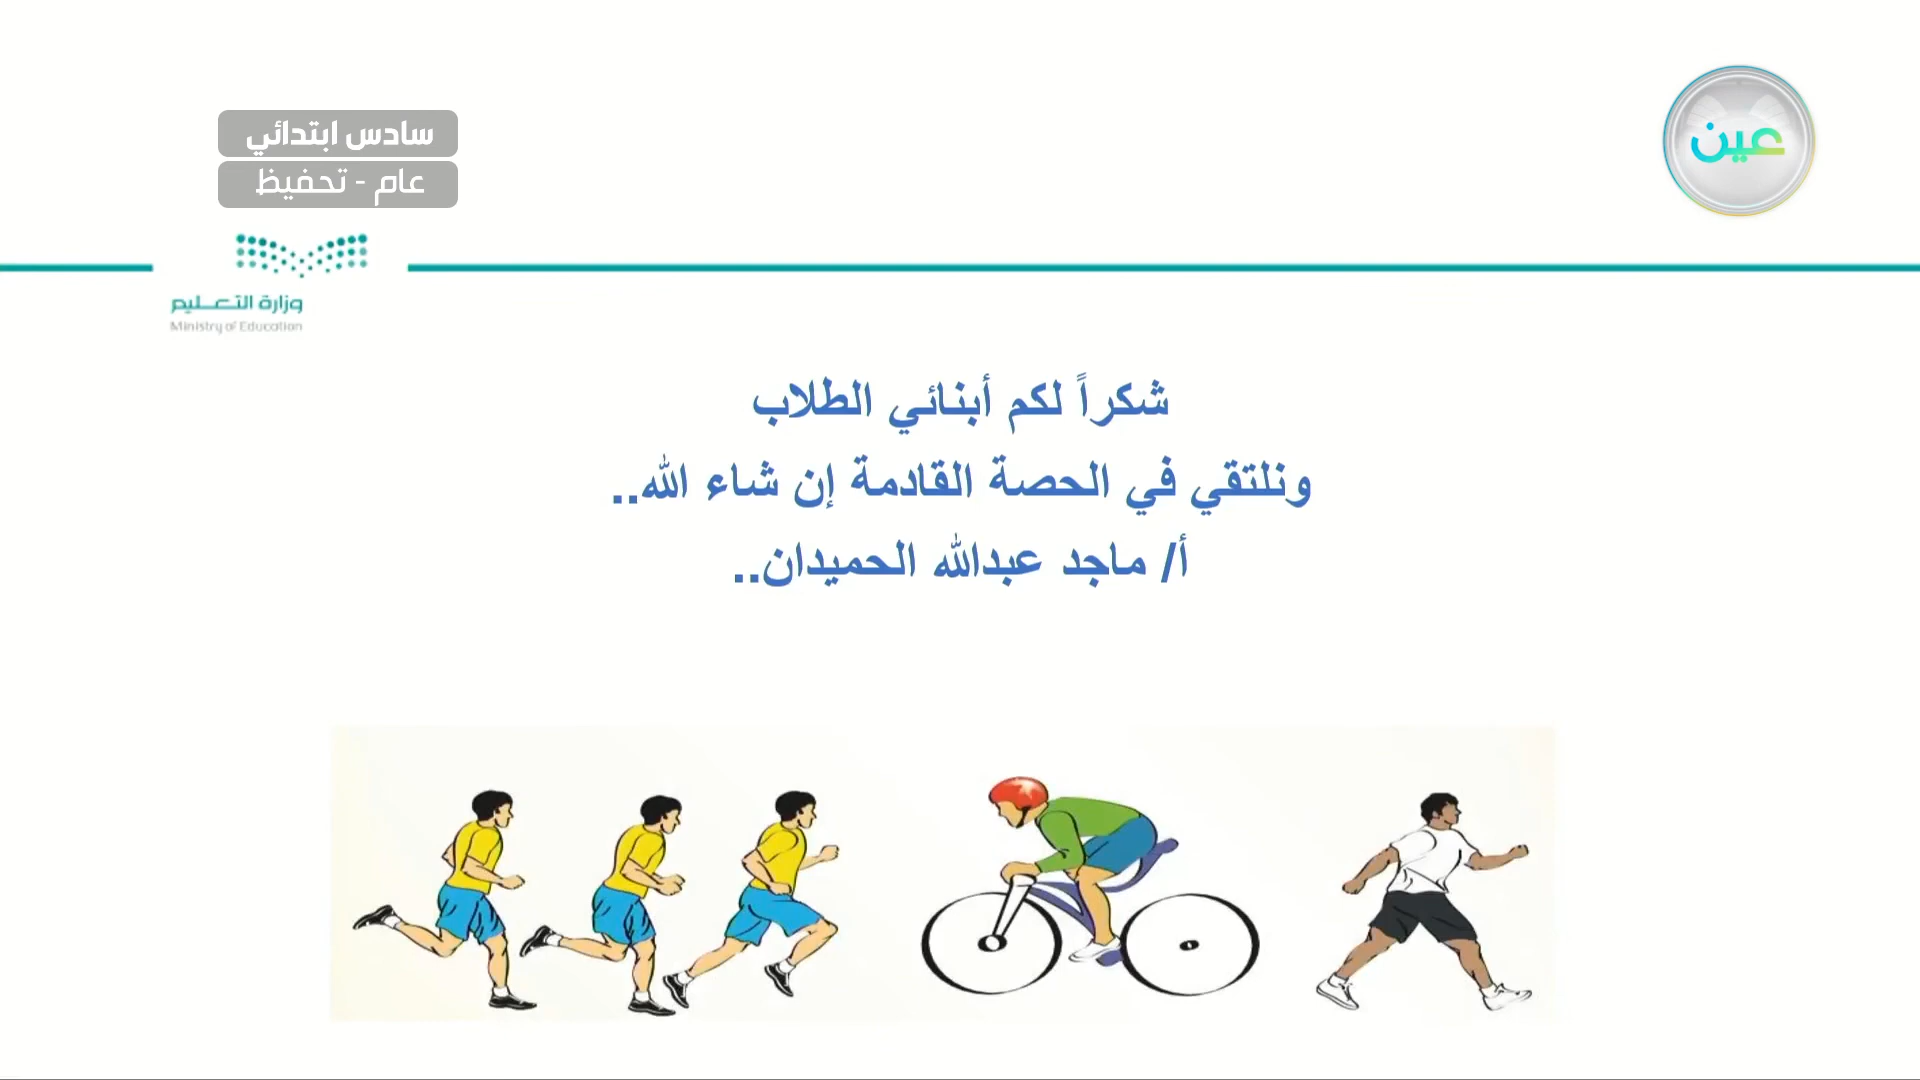 سادس ابتدائي
عام - تحفيظ
عين
وزارة التعليم
Ministry of Education
شكراً لكم أبنائي الطلاب
ونلتقي في الحصة القادمة إن شاء الله..
أ/ ماجد عبدالله الحميدان..